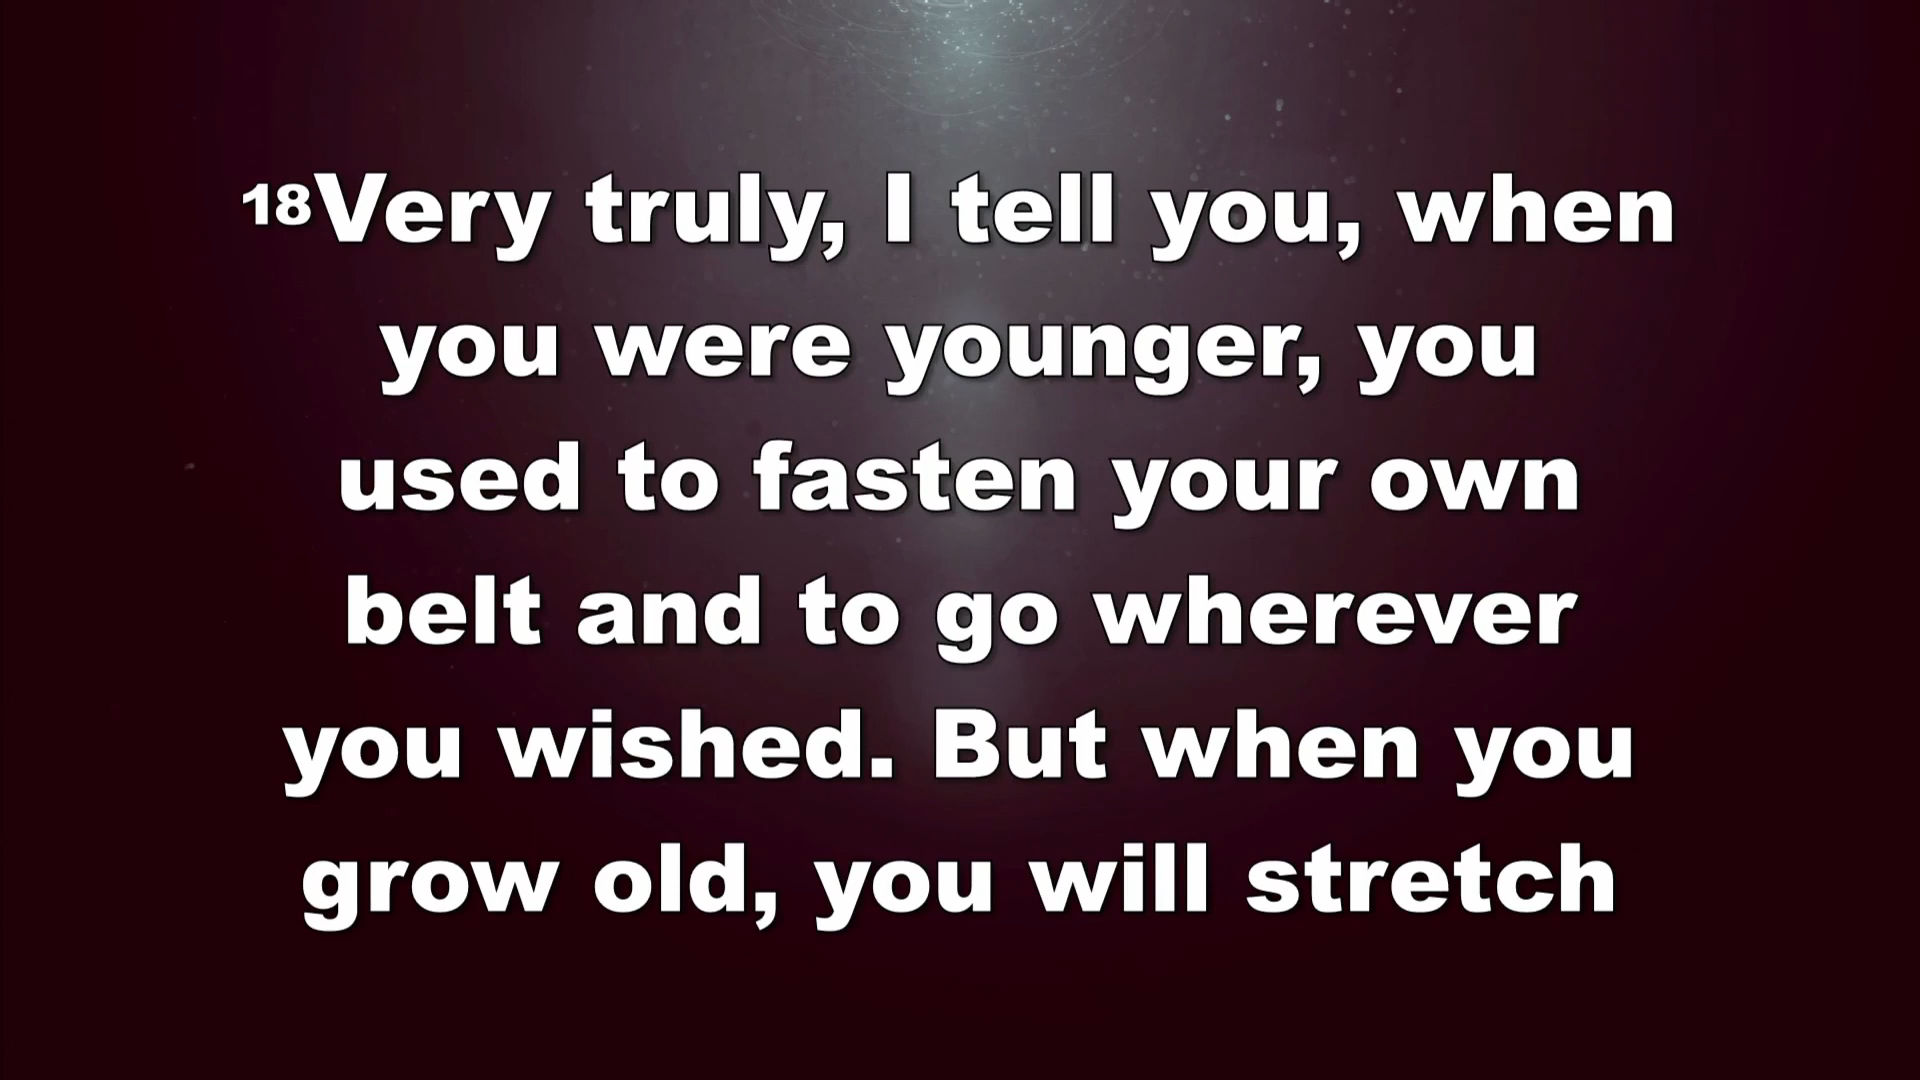 18Very truly, I tell you, when
you were younger, you
used to fasten your own
belt and to go wherever
you wished. But when you
grow old, you will stretch